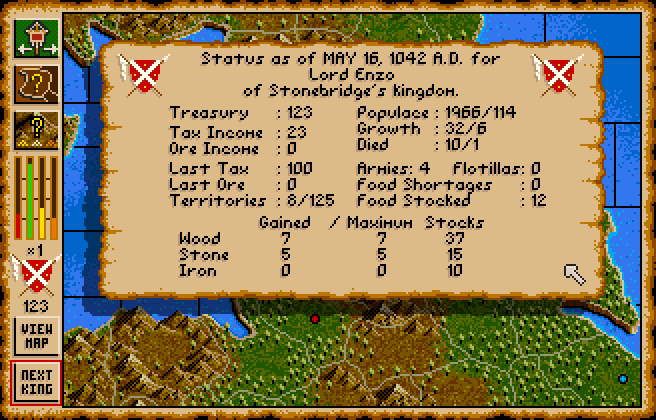 Status as of MAY 16, 1042 A.D. for
Lord Enzo
of Stonebridge's kingdom.
Treasury : 123 Populace : 1966/114
Tax Income : 23 Growth : 32/6
Ore Income : 0 Died : 10/1
Last Tax : 100 Armies: 4 Flotillas: 0
Last Ore : 0 Food Shortages : 0
Territories : 8/125 Food Stocked : 12
Gained / Maximum Stocks
Wood 7 7 37
Stone 5 5 15
Iron 0 0 10
?
?
x1
123
VIEW
MAP
NEXT
KING